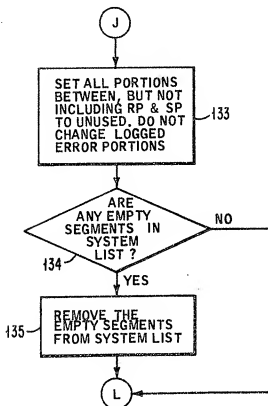 J
SET ALL PORTIONS
BETWEEN, BUT NOT
INCLUDING RP & SP
TO UNUSED. DO NOT
CHANGE LOGGED
ERROR PORTIONS
133
ARE
ANY EMPTY
SEGMENTS IN
SYSTEM
LIST ?
NO
134
YES
REMOVE THE
EMPTY SEGMENTS
FROM SYSTEM LIST
135
L